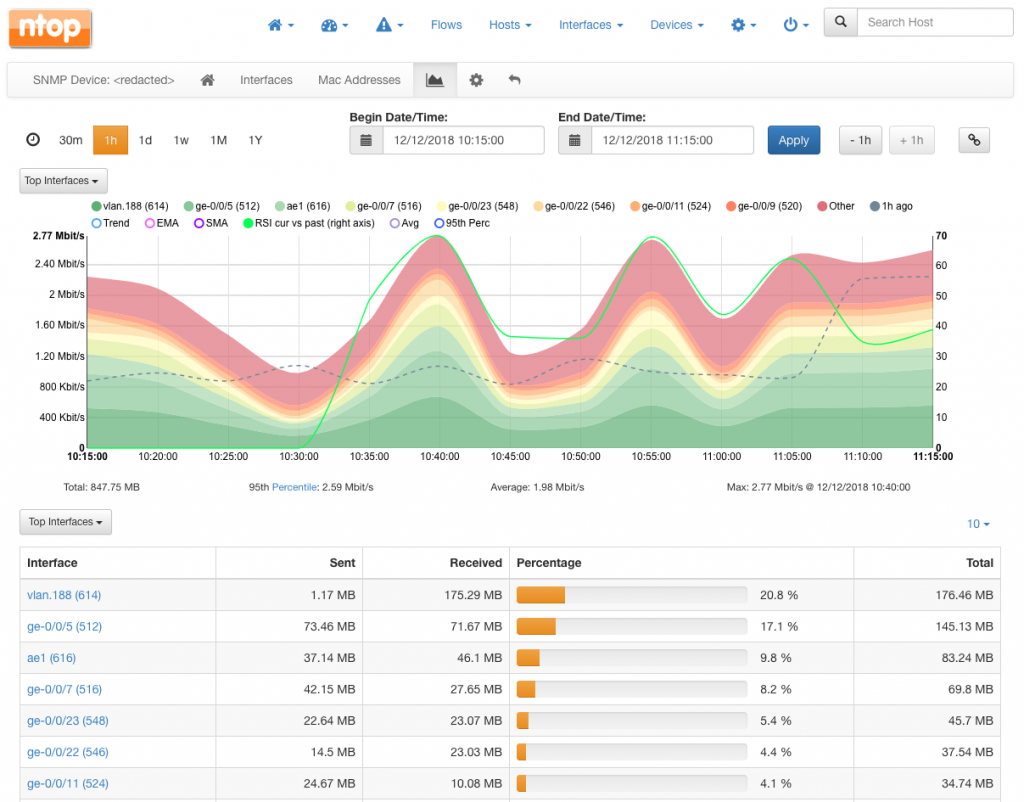 ntop
Flows Hosts Interfaces Devices Search Host
SNMP Device: <redacted> Interfaces Mac Addresses
Begin Date/Time: End Date/Time:
30m 1h 1d 1w 1M 1Y 12/12/2018 10:15:00 12/12/2018 11:15:00 Apply - 1h + 1h
Top Interfaces
vlan.188 (614) ge-0/0/5 (512) ae1 (616) ge-0/0/7 (516) ge-0/0/23 (548) ge-0/0/22 (546) ge-0/0/11 (524) ge-0/0/9 (520) Other 1h ago
Trend EMA SMA RSI cur vs past (right axis) Avg 95th Perc
2.77 Mbit/s 70
2.40 Mbit/s 60
2 Mbit/s 50
1.60 Mbit/s 40
1.20 Mbit/s 30
800 Kbit/s 20
400 Kbit/s 10
0 0
10:15:00 10:20:00 10:25:00 10:30:00 10:35:00 10:40:00 10:45:00 10:50:00 10:55:00 11:00:00 11:05:00 11:10:00 11:15:00
Total: 847.75 MB 95th Percentile: 2.59 Mbit/s Average: 1.98 Mbit/s Max: 2.77 Mbit/s @ 12/12/2018 10:40:00
Top Interfaces 10
Interface Sent Received Percentage Total
vlan.188 (614) 1.17 MB 175.29 MB 20.8 % 176.46 MB
ge-0/0/5 (512) 73.46 MB 71.67 MB 17.1 % 145.13 MB
ae1 (616) 37.14 MB 46.1 MB 9.8 % 83.24 MB
ge-0/0/7 (516) 42.15 MB 27.65 MB 8.2 % 69.8 MB
ge-0/0/23 (548) 22.64 MB 23.07 MB 5.4 % 45.7 MB
ge-0/0/22 (546) 14.5 MB 23.03 MB 4.4 % 37.54 MB
ge-0/0/11 (524) 24.67 MB 10.08 MB 4.1 % 34.74 MB